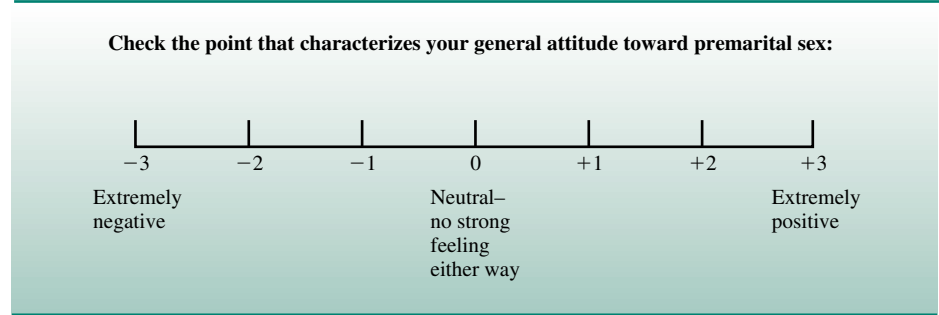 Check the point that characterizes your general attitude toward premarital sex:
−3 −2 −1 0 +1 +2 +3
Extremely Neutral– Extremely
negative no strong positive
feeling
either way